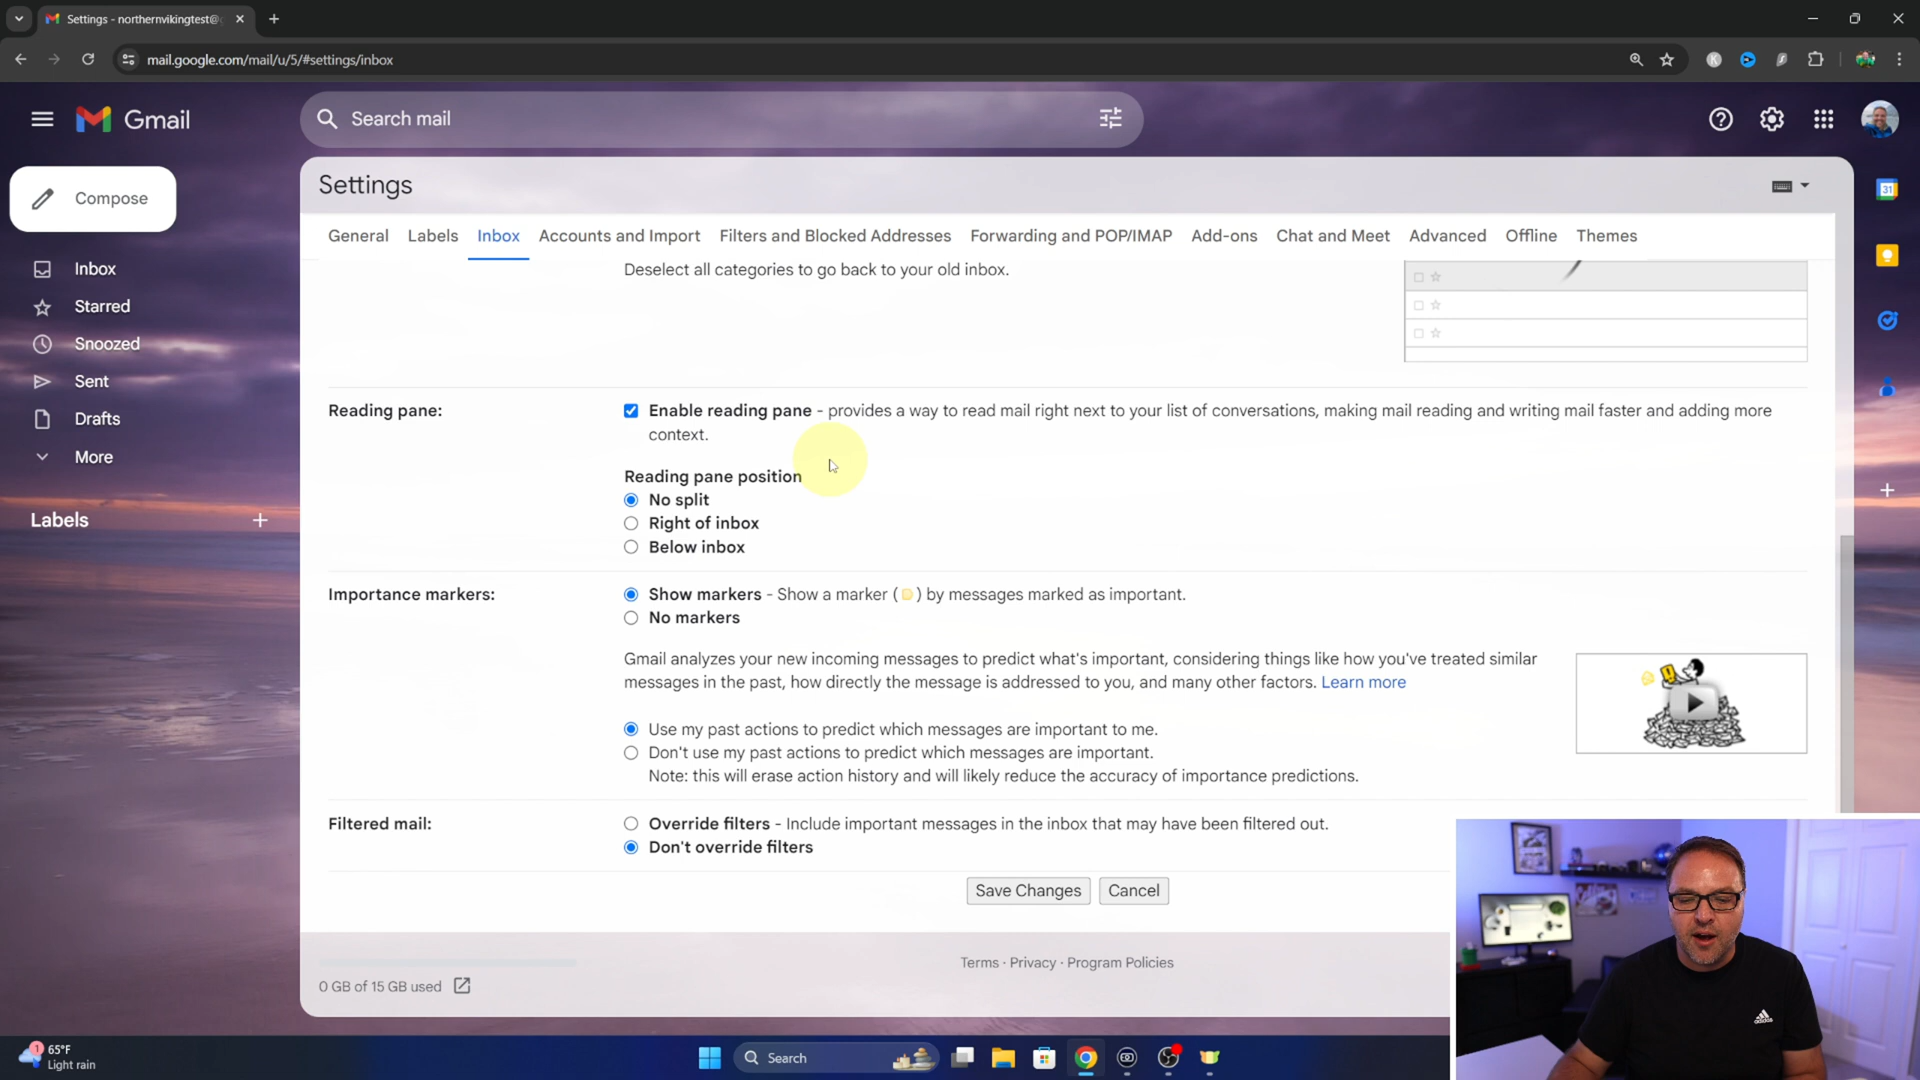 Settings - northernvikingtest@
mail.google.com/mail/u/5/#settings/inbox
Gmail
Search mail
Compose
Inbox
Starred
Snoozed
Sent
Drafts
More
Labels
Settings
General Labels Inbox Accounts and Import Filters and Blocked Addresses Forwarding and POP/IMAP Add-ons Chat and Meet Advanced Offline Themes
Deselect all categories to go back to your old inbox.
Reading pane:
Enable reading pane - provides a way to read mail right next to your list of conversations, making mail reading and writing mail faster and adding more
context.
Reading pane position
No split
Right of inbox
Below inbox
Importance markers:
Show markers - Show a marker ( ) by messages marked as important.
No markers
Gmail analyzes your new incoming messages to predict what's important, considering things like how you've treated similar
messages in the past, how directly the message is addressed to you, and many other factors. Learn more
Use my past actions to predict which messages are important to me.
Don't use my past actions to predict which messages are important.
Note: this will erase action history and will likely reduce the accuracy of importance predictions.
Filtered mail:
Override filters - Include important messages in the inbox that may have been filtered out.
Don't override filters
Save Changes Cancel
Terms · Privacy · Program Policies
0 GB of 15 GB used
31
K
adidas
1
65°F
Light rain
Search